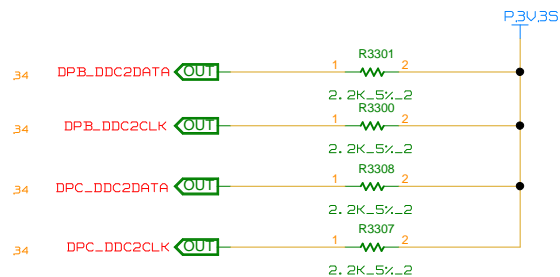 P3V3S
R3301
34 DPB_DDC2DATA OUT 1 2
2.2K_5%_2
R3300
34 DPB_DDC2CLK OUT 1 2
2.2K_5%_2
R3308
34 DPC_DDC2DATA OUT 1 2
2.2K_5%_2
R3307
34 DPC_DDC2CLK OUT 1 2
2.2K_5%_2